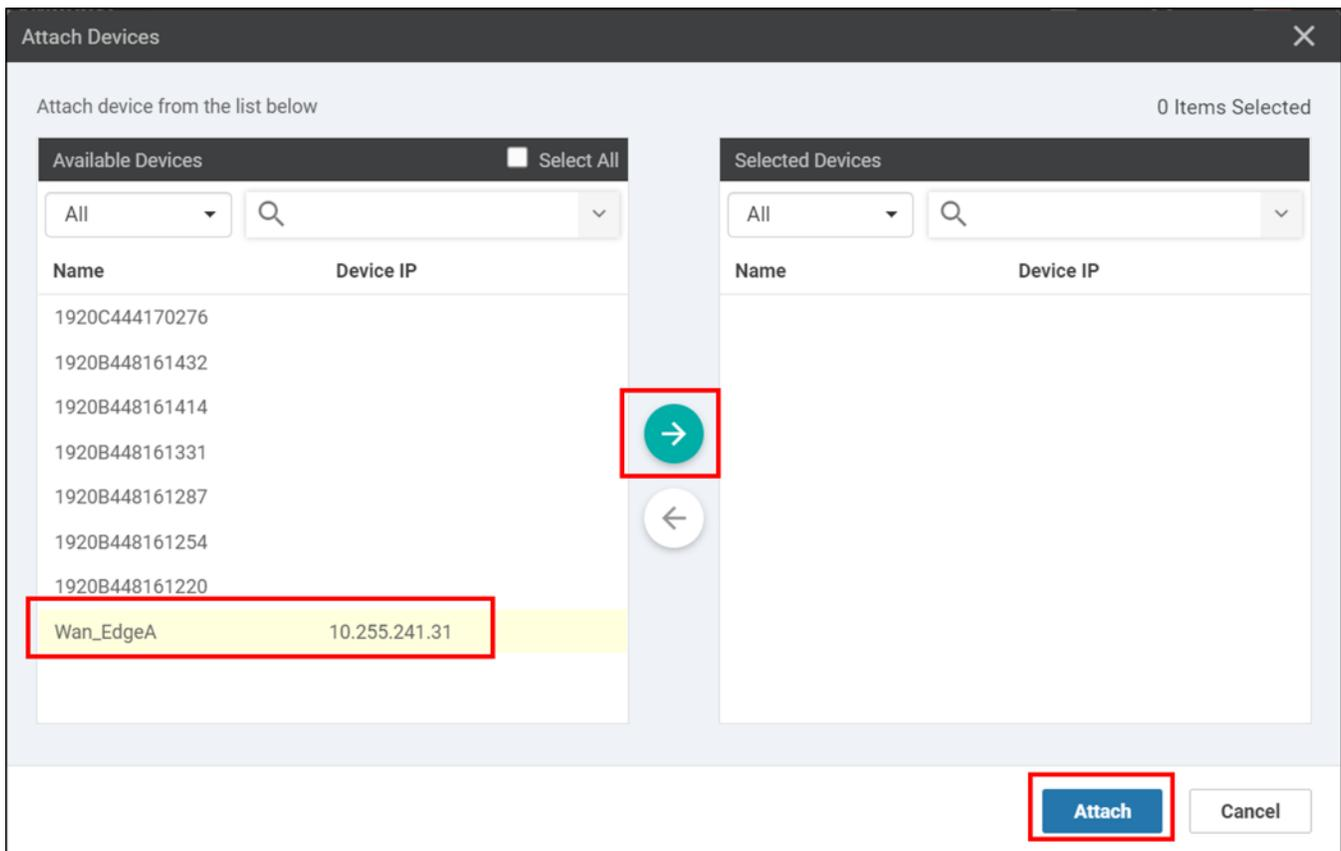 Attach Devices
Attach device from the list below
0 Items Selected
Available Devices
Select All
Selected Devices
All
All
Name Device IP
Name Device IP
1920C444170276
1920B448161432
1920B448161414
1920B448161331
1920B448161287
1920B448161254
1920B448161220
Wan_EdgeA 10.255.241.31
Attach
Cancel